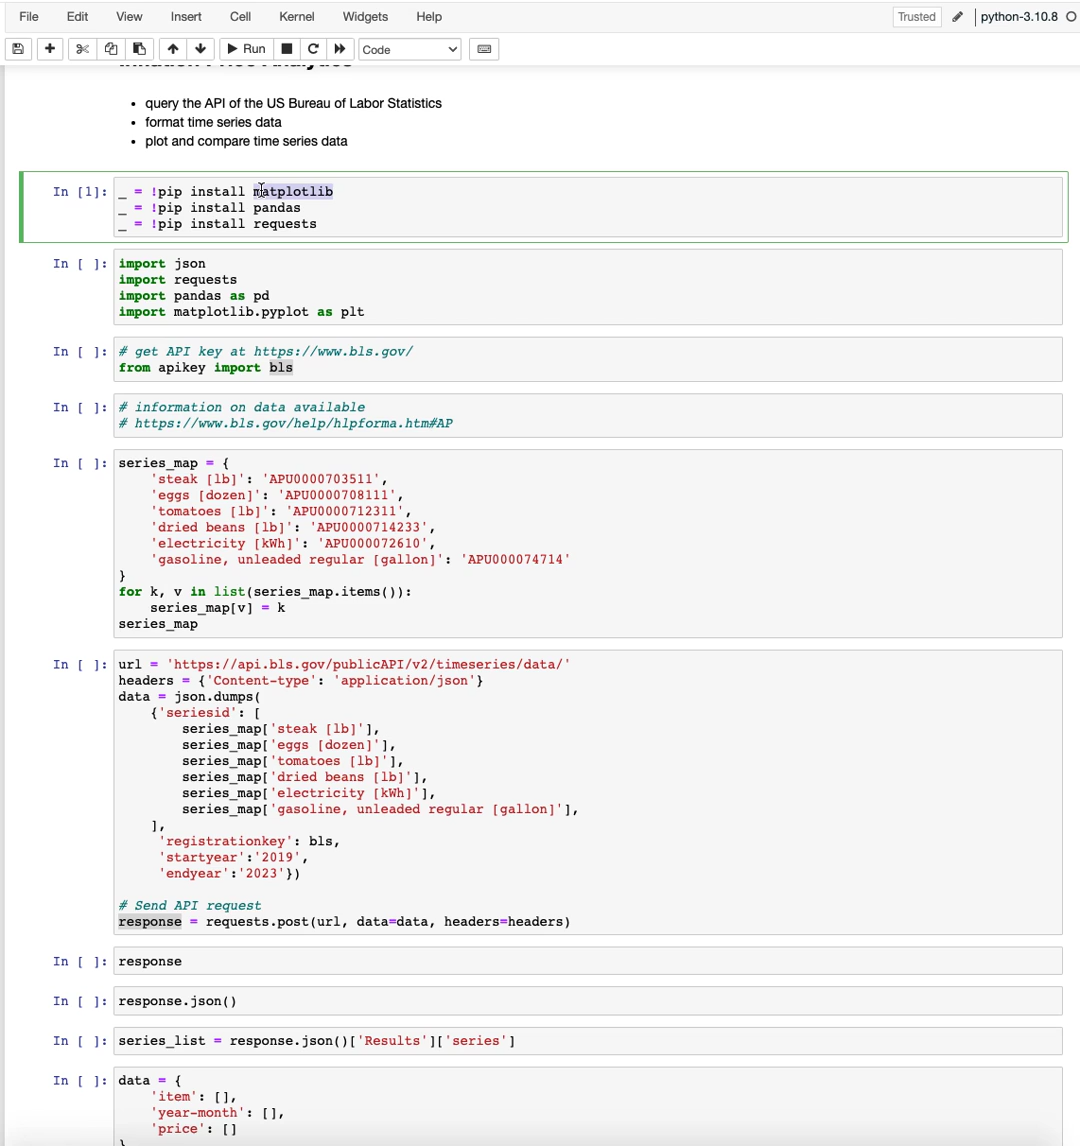 File Edit View Insert Cell Kernel Widgets Help Trusted python-3.10.8
Run Code
• query the API of the US Bureau of Labor Statistics
• format time series data
• plot and compare time series data
In [1]: _ = !pip install matplotlib
_ = !pip install pandas
_ = !pip install requests
In [ ]: import json
import requests
import pandas as pd
import matplotlib.pyplot as plt
In [ ]: # get API key at https://www.bls.gov/
from apikey import bls
In [ ]: # information on data available
# https://www.bls.gov/help/hlpforma.htm#AP
In [ ]: series_map = {
'steak [lb]': 'APU0000703511',
'eggs [dozen]': 'APU0000708111',
'tomatoes [lb]': 'APU0000712311',
'dried beans [lb]': 'APU0000714233',
'electricity [kWh]': 'APU000072610',
'gasoline, unleaded regular [gallon]': 'APU000074714'
}
for k, v in list(series_map.items()):
series_map[v] = k
series_map
In [ ]: url = 'https://api.bls.gov/publicAPI/v2/timeseries/data/'
headers = {'Content-type': 'application/json'}
data = json.dumps(
{'seriesid': [
series_map['steak [lb]'],
series_map['eggs [dozen]'],
series_map['tomatoes [lb]'],
series_map['dried beans [lb]'],
series_map['electricity [kWh]'],
series_map['gasoline, unleaded regular [gallon]'],
],
'registrationkey': bls,
'startyear':'2019',
'endyear':'2023'})
# Send API request
response = requests.post(url, data=data, headers=headers)
In [ ]: response
In [ ]: response.json()
In [ ]: series_list = response.json()['Results']['series']
In [ ]: data = {
'item': [],
'year-month': [],
'price': []
}